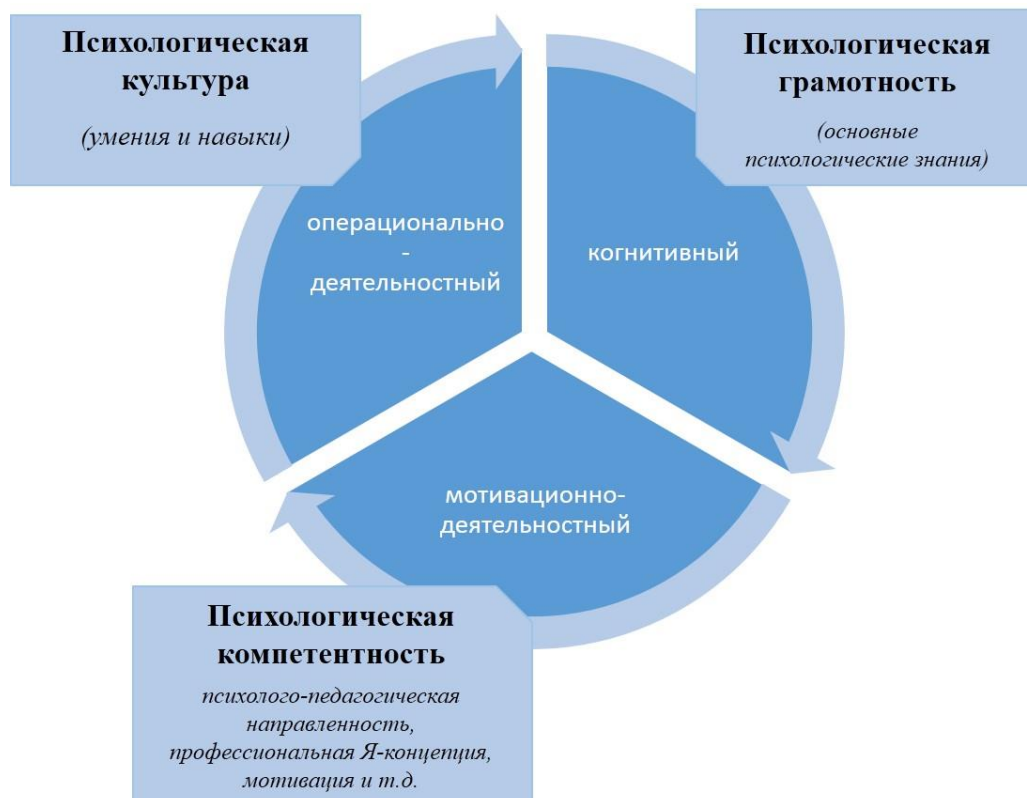 Психологическая
культура
(умения и навыки)
Психологическая
грамотность
(основные
психологические знания)
операционально
-
деятельностный
когнитивный
мотивационно-
деятельностный
Психологическая
компетентность
психолого-педагогическая
направленность,
профессиональная Я-концепция,
мотивация и т.д.